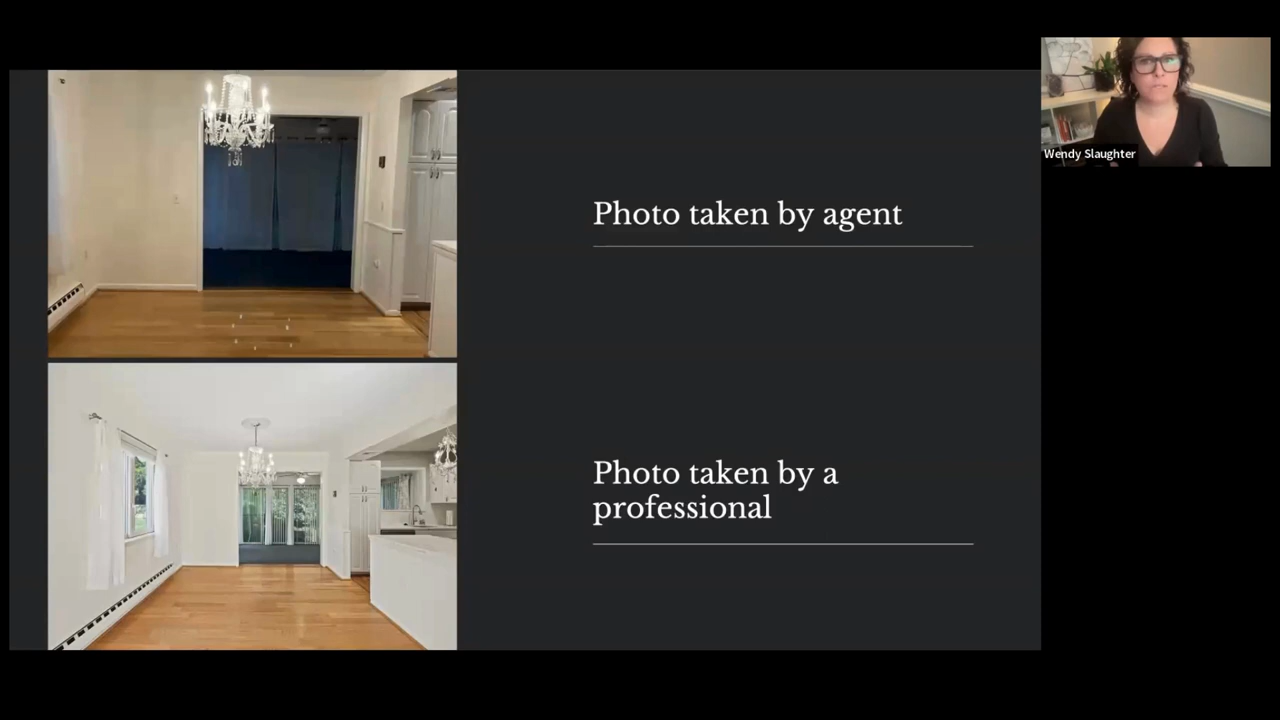 Wendy Slaughter
Photo taken by agent
Photo taken by a
professional